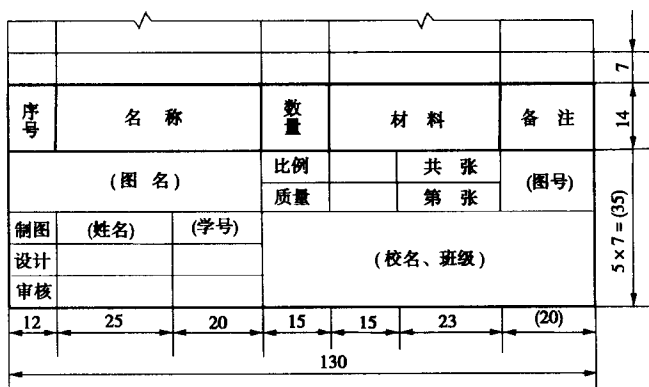 7
序号 名 称 数量 材 料 备 注 14
(图 名) 比例 共 张 (图号)
质量 第 张
制图 (姓名) (学号) (校名、班级) 5×7=(35)
设计
审核
12 25 20 15 15 23 (20)
130